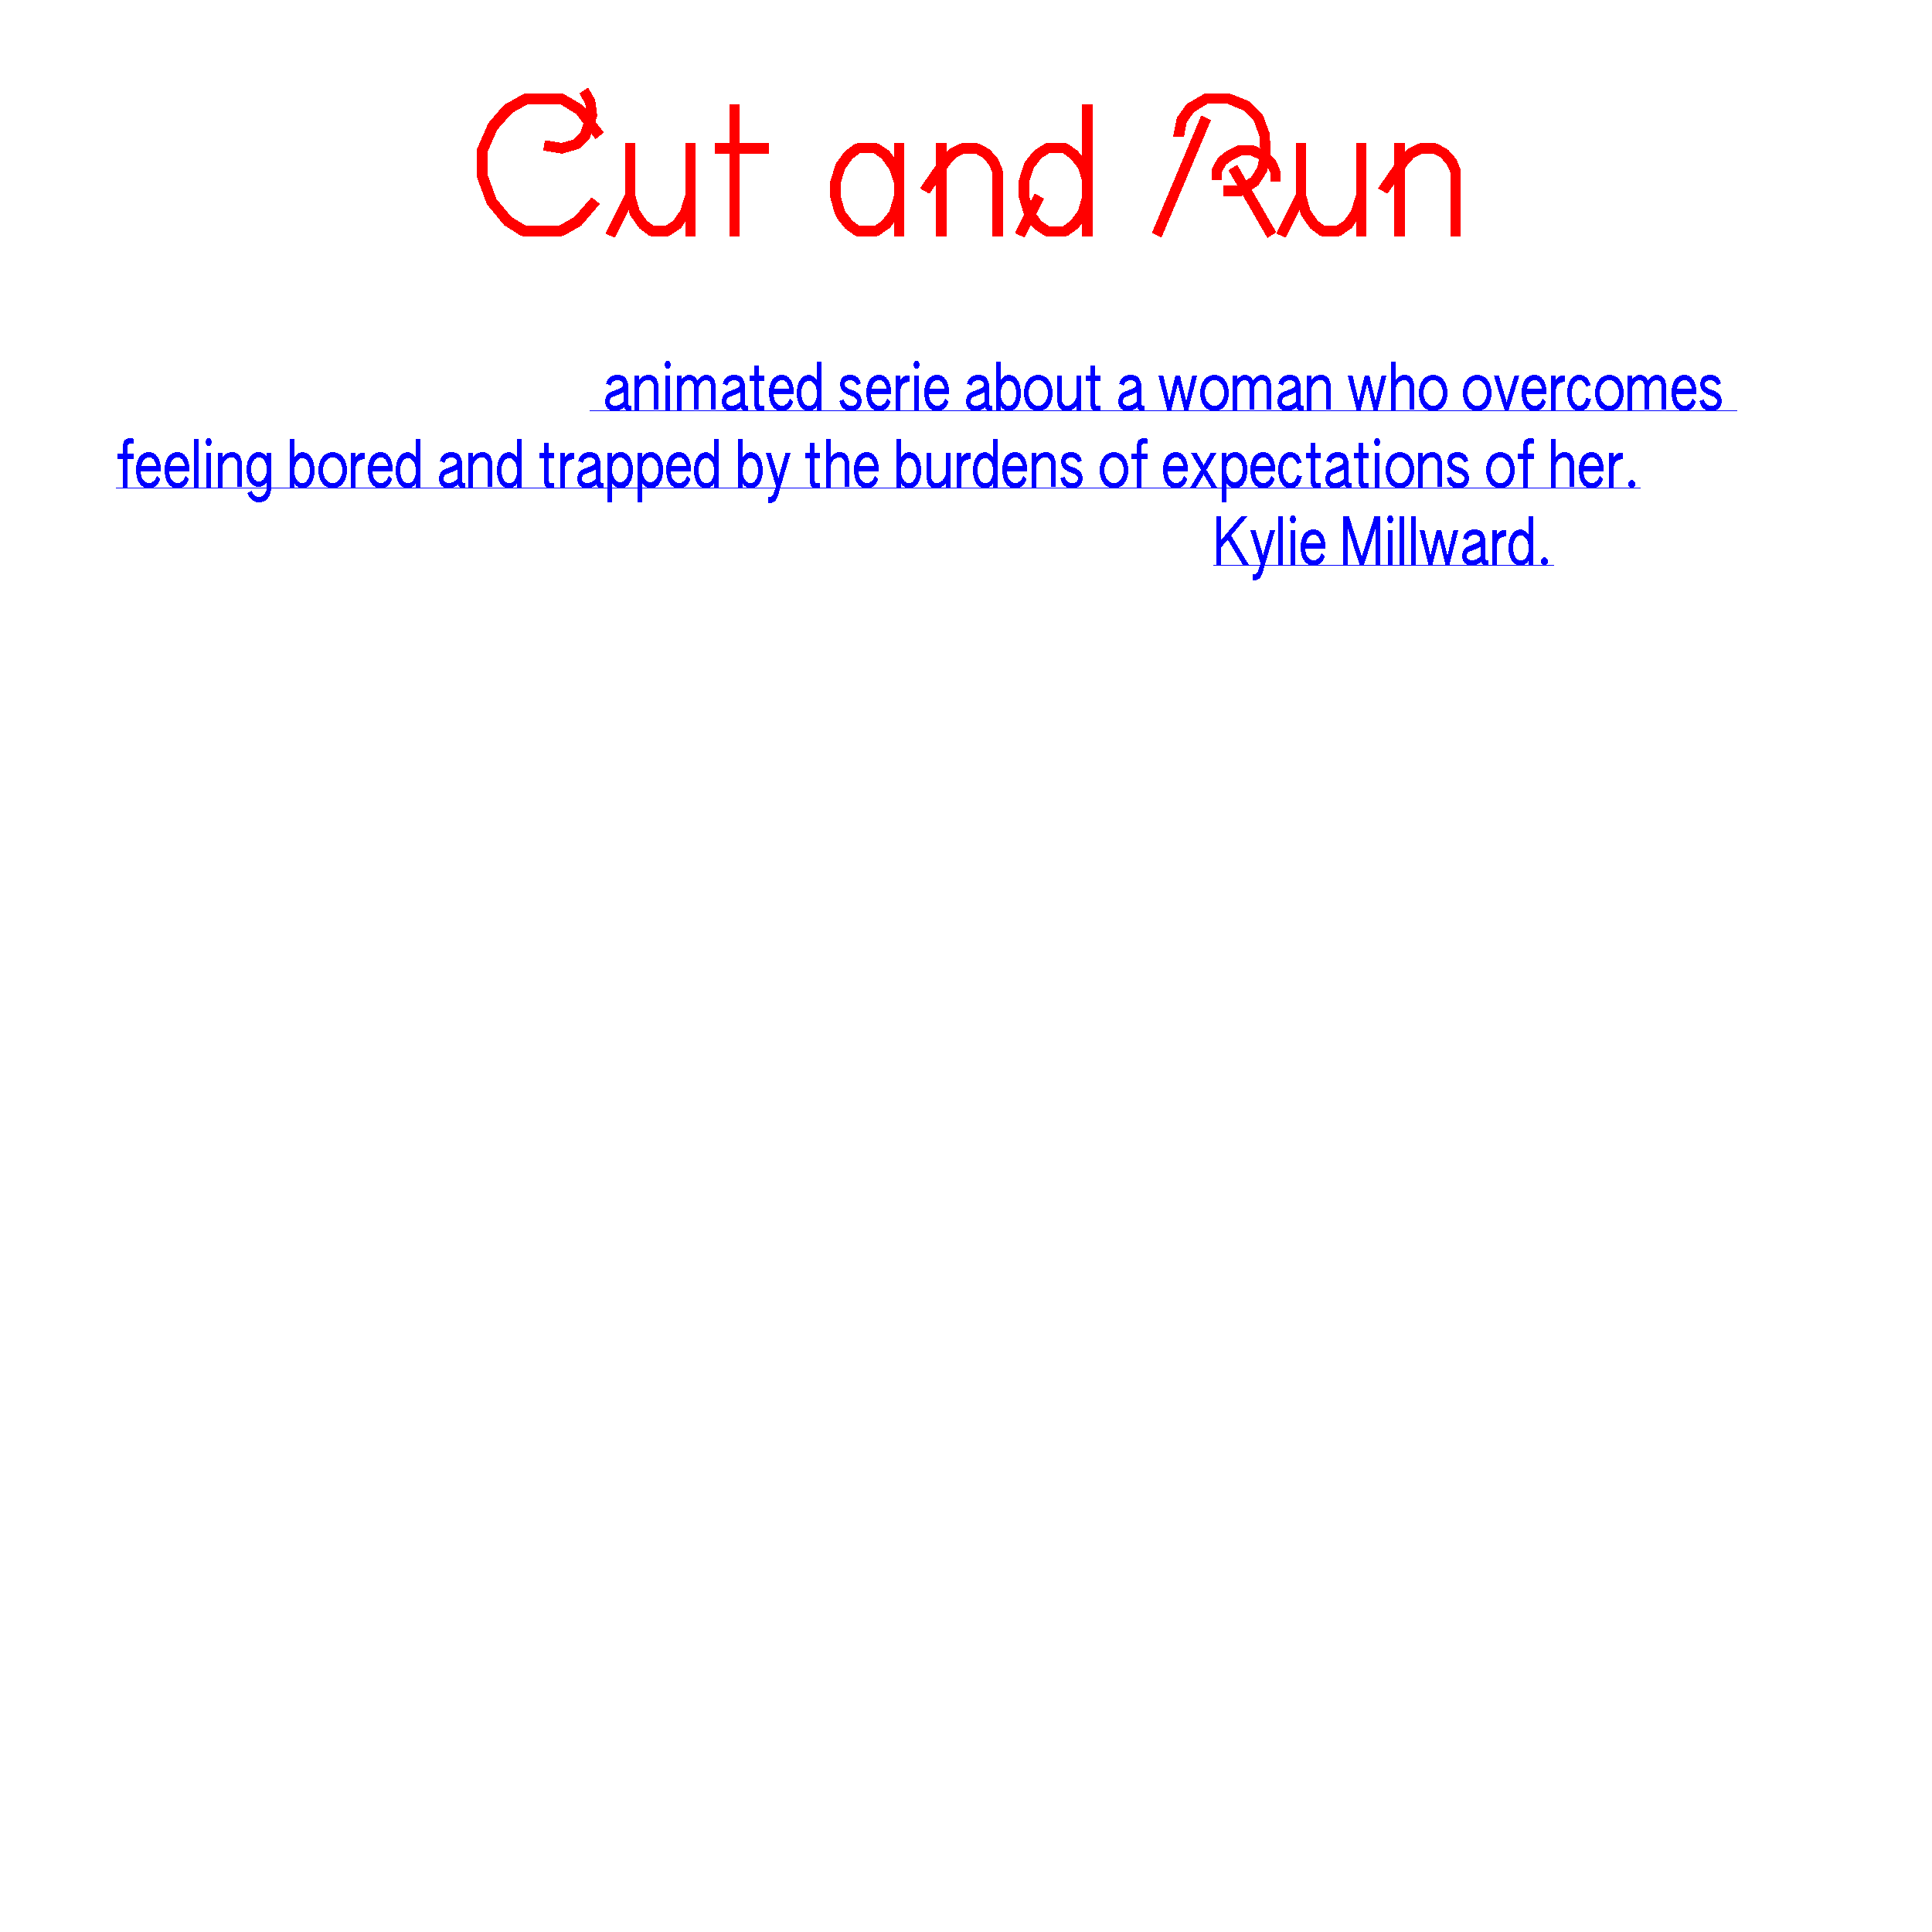 Cut and Run
animated serie about a woman who overcomes
feeling bored and trapped by the burdens of expectations of her.
Kylie Millward.